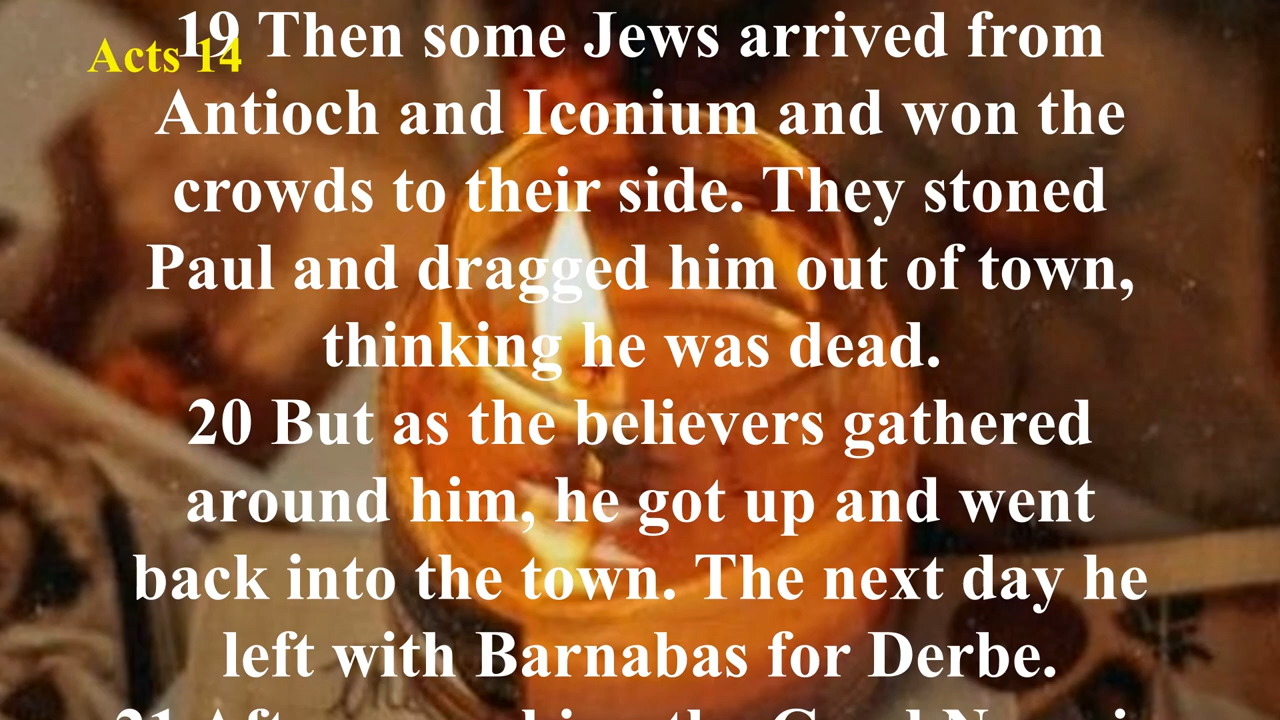 Acts 14
19 Then some Jews arrived from
Antioch and Iconium and won the
crowds to their side. They stoned
Paul and dragged him out of town,
thinking he was dead.
20 But as the believers gathered
around him, he got up and went
back into the town. The next day he
left with Barnabas for Derbe.